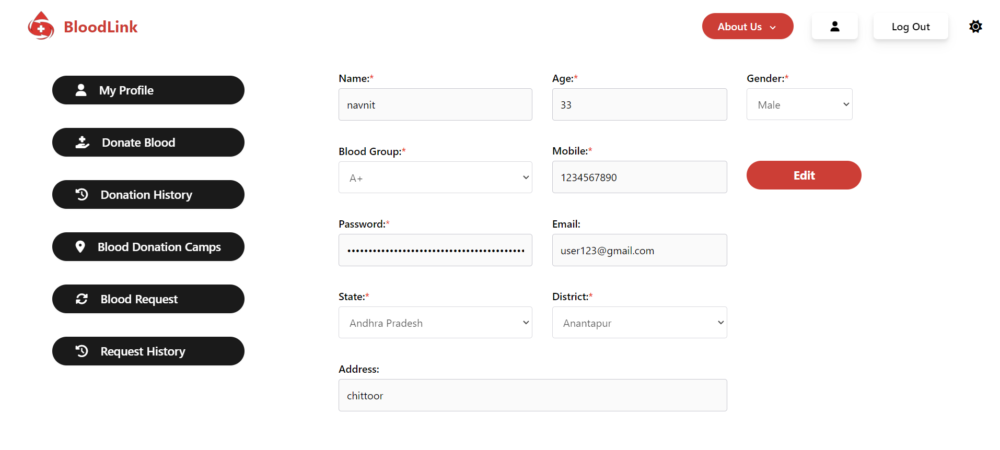 BloodLink
About Us
Log Out
My Profile
Donate Blood
Donation History
Blood Donation Camps
Blood Request
Request History
Name:* Age:* Gender:*
navnit 33 Male
Blood Group:* Mobile:*
A+ 1234567890 Edit
Password:* Email:
user123@gmail.com
State:* District:*
Andhra Pradesh Anantapur
Address:
chittoor